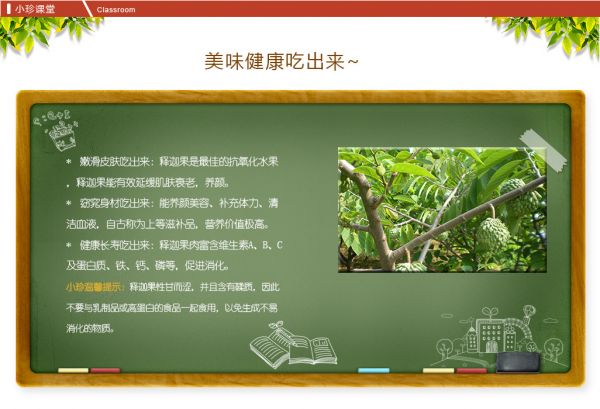 小珍课堂 Classroom
美味健康吃出来~
* 嫩滑皮肤吃出来：释迦果是最佳的抗氧化水果
，释迦果能有效延缓肌肤衰老，养颜。
* 窈窕身材吃出来：能养颜美容、补充体力、清
洁血液，自古称为上等滋补品，营养价值极高。
* 健康长寿吃出来：释迦果肉富含维生素A、B、C
及蛋白质、铁、钙、磷等，促进消化。
小珍温馨提示：释迦果性甘而涩，并且含有鞣质，因此
不要与乳制品或高蛋白的食品一起食用，以免生成不易
消化的物质。